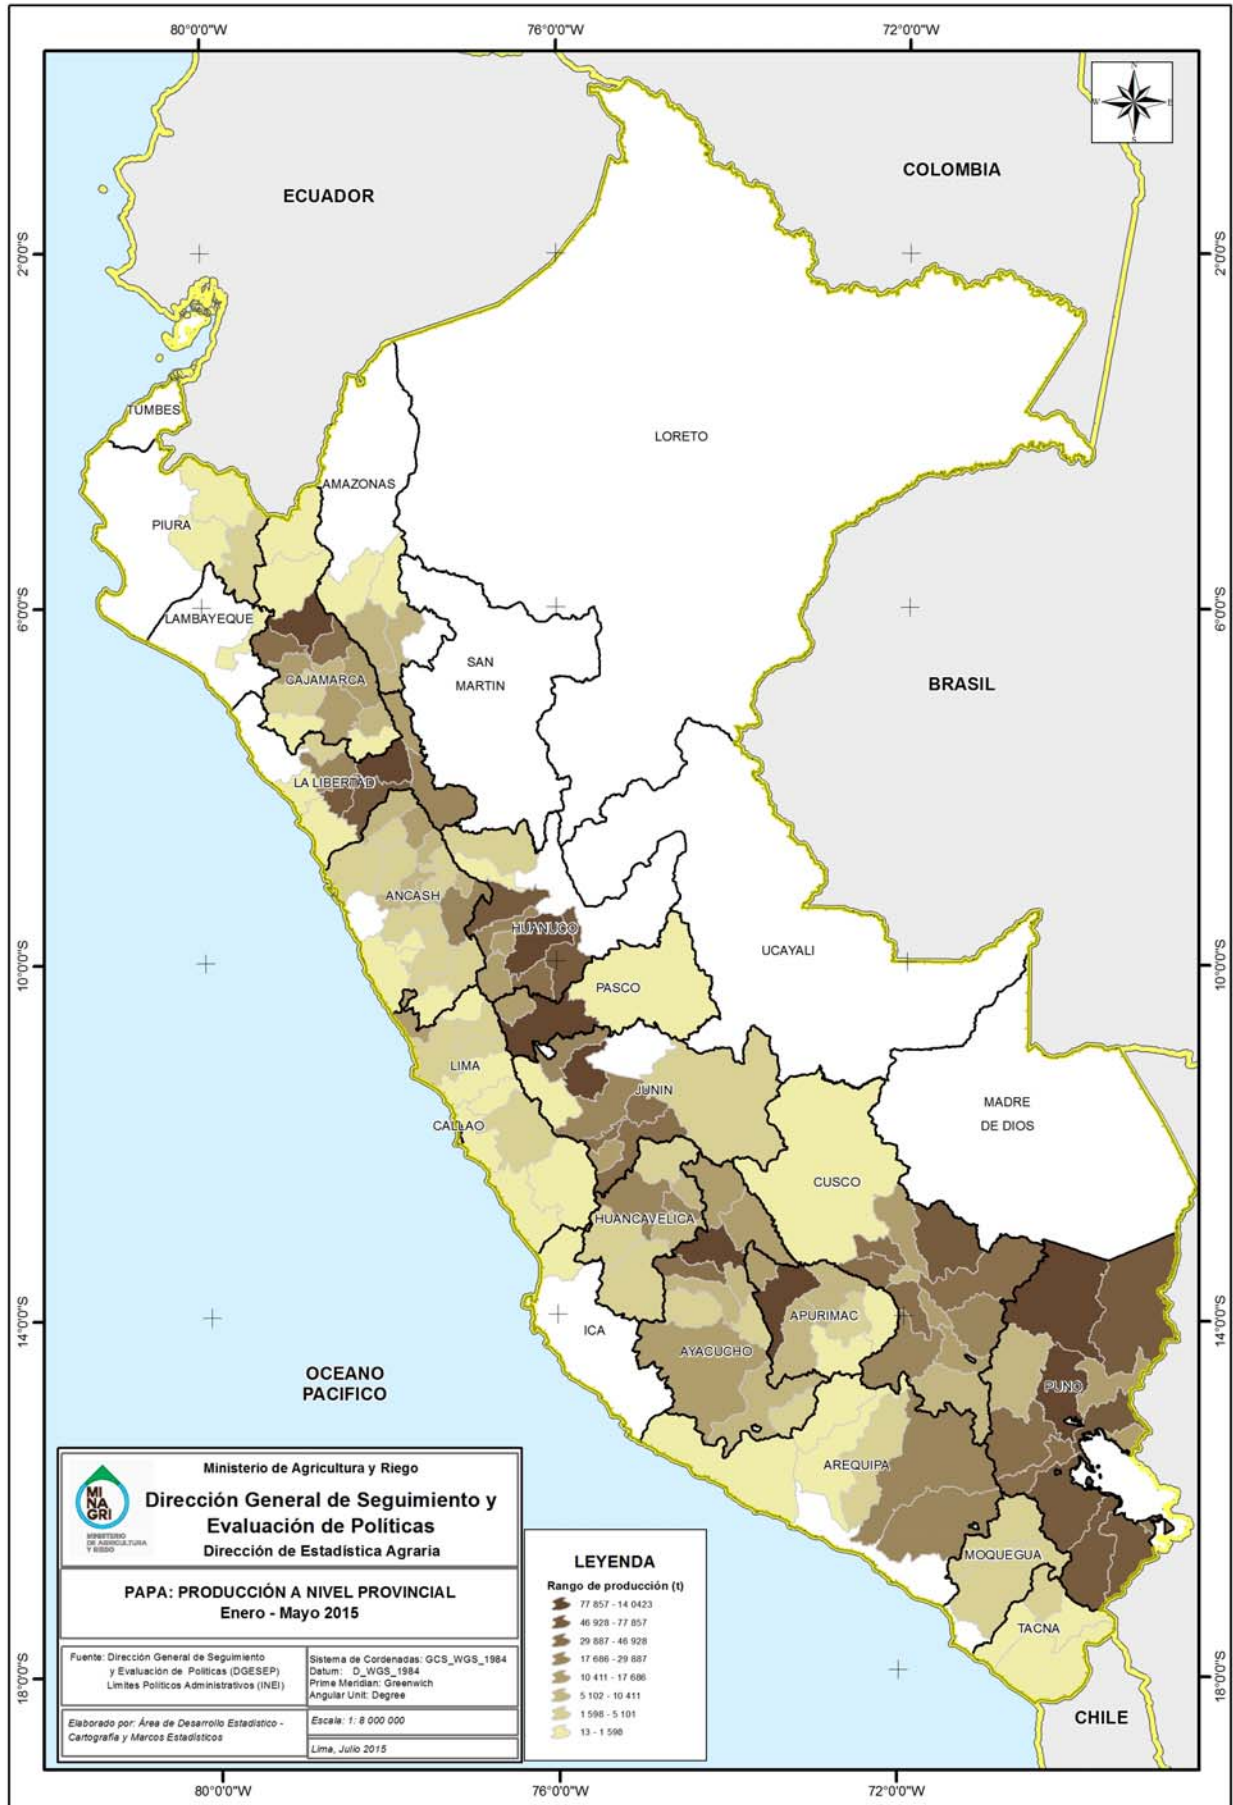 80°0'0"W
76°0'0"W
72°0'0"W
N
W
E
S
COLOMBIA
ECUADOR
2°0'0"S
2°0'0"S
TUMBES
LORETO
AMAZONAS
PIURA
6°0'0"S
6°0'0"S
LAMBAYEQUE
SAN
MARTIN
CAJAMARCA
BRASIL
LA LIBERTAD
ANCASH
HUANUCO
UCAYALI
10°0'0"S
10°0'0"S
PASCO
LIMA
JUNIN
MADRE
DE DIOS
CALLAO
CUSCO
HUANCAVELICA
14°0'0"S
14°0'0"S
ICA
APURIMAC
AYACUCHO
OCEANO
PACIFICO
PUNO
AREQUIPA
MOQUEGUA
TACNA
18°0'0"S
18°0'0"S
CHILE
MI
NA
GRI
MINISTERIO
DE AGRICULTURA
Y RIEGO
Ministerio de Agricultura y Riego
Dirección General de Seguimiento y
Evaluación de Políticas
Dirección de Estadística Agraria
PAPA: PRODUCCIÓN A NIVEL PROVINCIAL
Enero - Mayo 2015
Fuente: Dirección General de Seguimiento
y Evaluación de Políticas (DGESEP)
Limites Políticos Administrativos (INEI)
Sistema de Cordenadas: GCS_WGS_1984
Datum: D_WGS_1984
Prime Meridian: Greenwich
Angular Unit: Degree
Elaborado por: Área de Desarrollo Estadístico -
Cartografía y Marcos Estadísticos
Escala: 1: 8 000 000
Lima, Julio 2015
LEYENDA
Rango de producción (t)
77 857 - 14 0423
46 928 - 77 857
29 887 - 46 928
17 686 - 29 887
10 411 - 17 686
5 102 - 10 411
1 598 - 5 101
13 - 1 598
80°0'0"W
76°0'0"W
72°0'0"W